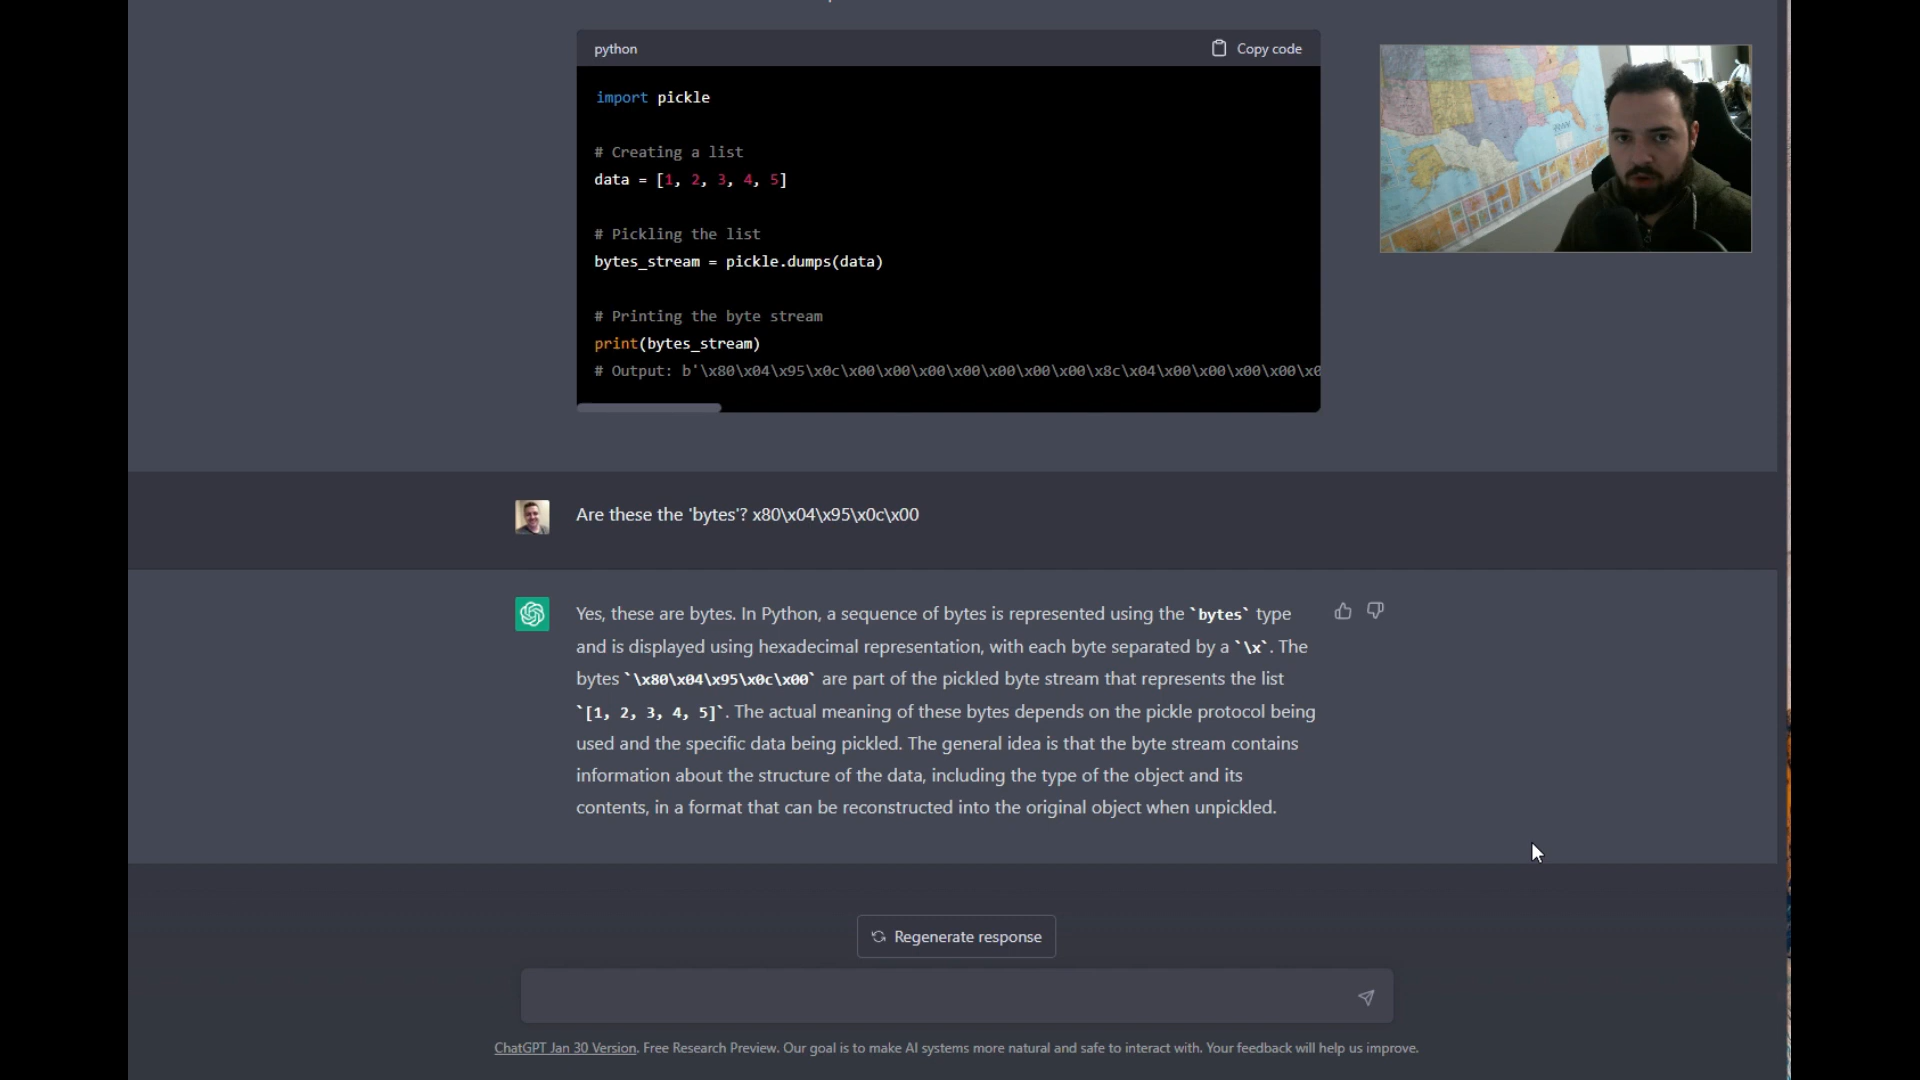 python
Copy code
import pickle
# Creating a list
data = [1, 2, 3, 4, 5]
# Pickling the list
bytes_stream = pickle.dumps(data)
# Printing the byte stream
print(bytes_stream)
# Output: b'\x80\x04\x95\x0c\x00\x00\x00\x00\x00\x00\x00\x8c\x04\x00\x00\x00\x00\x0
Are these the 'bytes'? x80\x04\x95\x0c\x00
Yes, these are bytes. In Python, a sequence of bytes is represented using the `bytes` type
and is displayed using hexadecimal representation, with each byte separated by a `\x`. The
bytes `\x80\x04\x95\x0c\x00` are part of the pickled byte stream that represents the list
`[1, 2, 3, 4, 5]`. The actual meaning of these bytes depends on the pickle protocol being
used and the specific data being pickled. The general idea is that the byte stream contains
information about the structure of the data, including the type of the object and its
contents, in a format that can be reconstructed into the original object when unpickled.
Regenerate response
ChatGPT Jan 30 Version. Free Research Preview. Our goal is to make AI systems more natural and safe to interact with. Your feedback will help us improve.